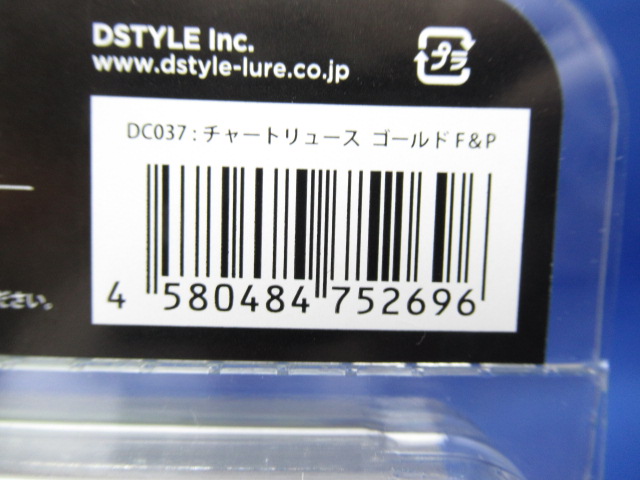 DSTYLE Inc.
www.dstyle-lure.co.jp
プラ
DC037 : チャートリュース ゴールドF&P
4 580484 752696
ださい。